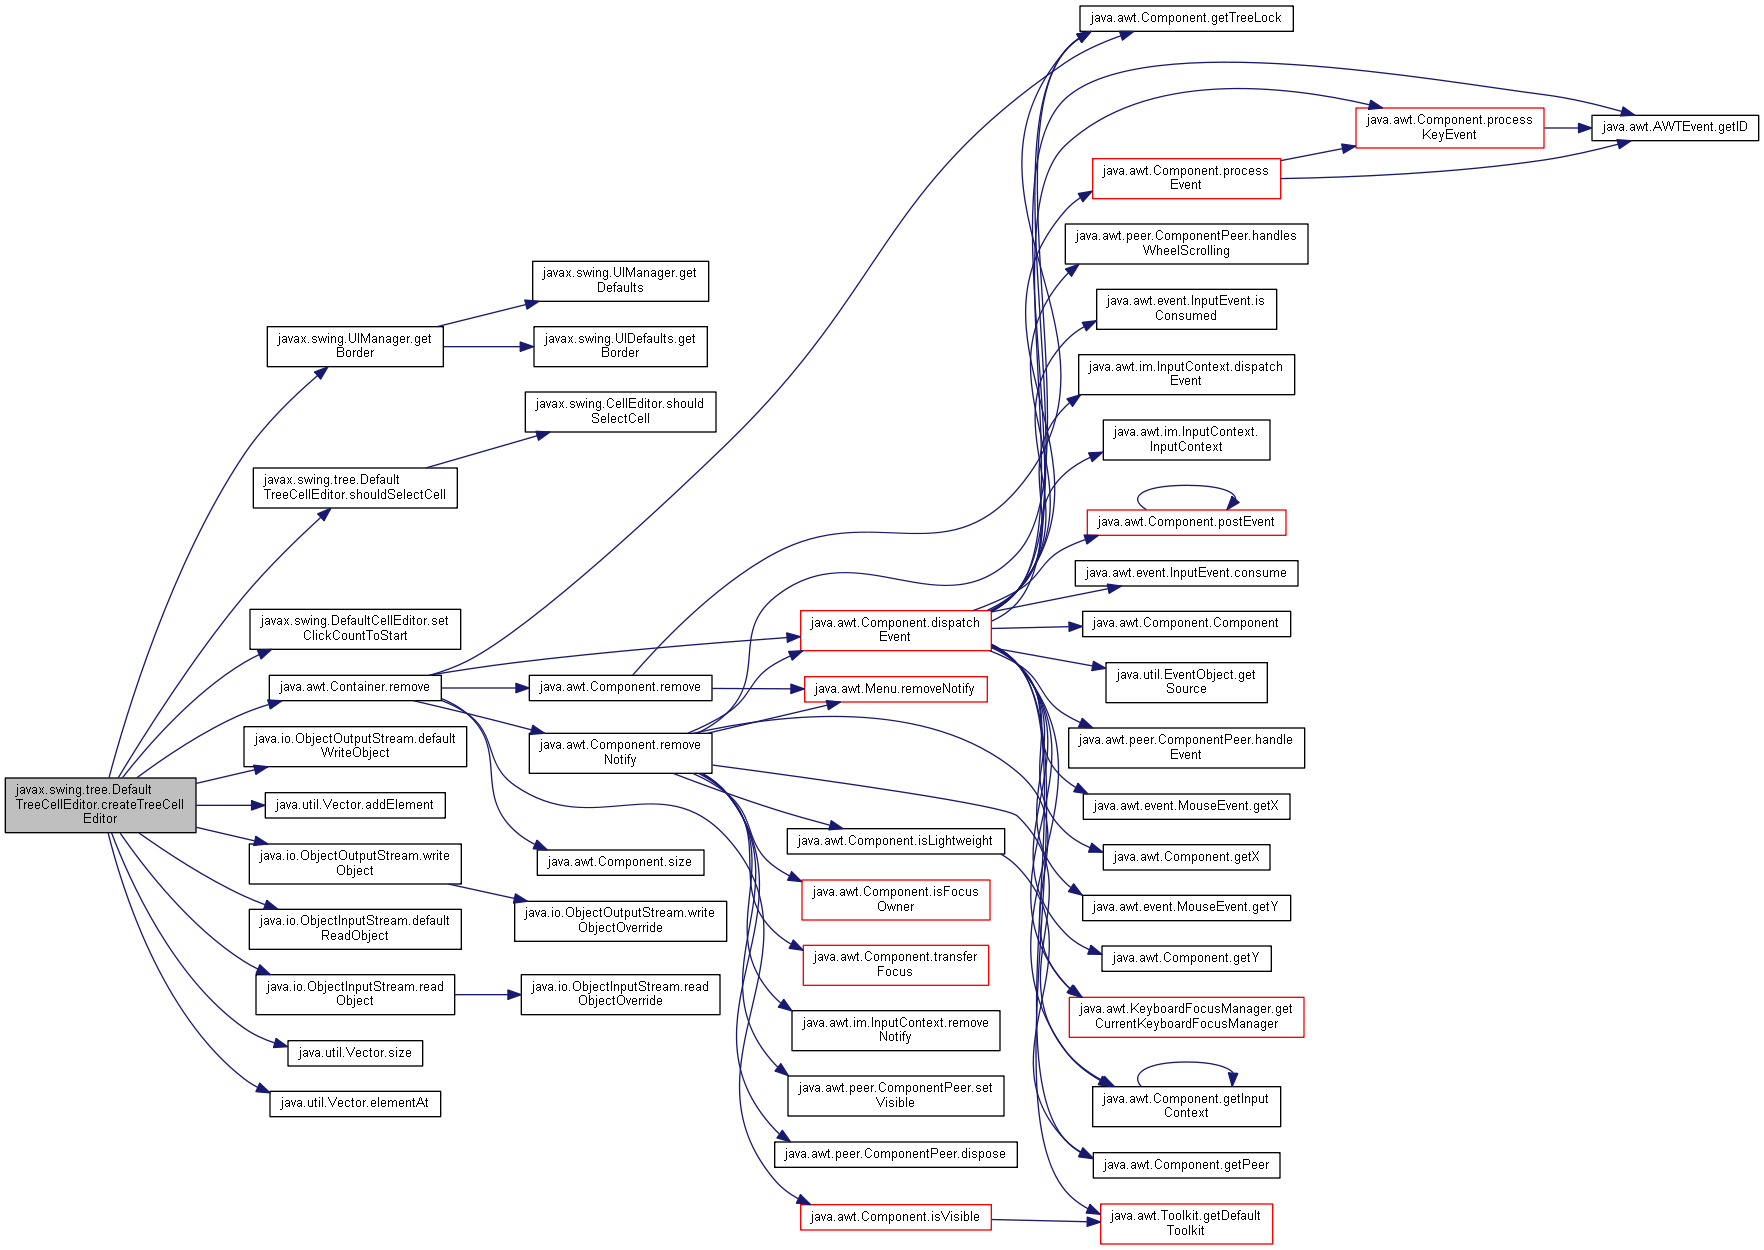 javax.swing.tree.Default
TreeCellEditor.createTreeCell
Editor
javax.swing.UIManager.get
Border
javax.swing.tree.Default
TreeCellEditor.shouldSelectCell
javax.swing.DefaultCellEditor.set
ClickCountToStart
java.awt.Container.remove
java.io.ObjectOutputStream.default
WriteObject
java.util.Vector.addElement
java.io.ObjectOutputStream.write
Object
java.io.ObjectInputStream.default
ReadObject
java.io.ObjectInputStream.read
Object
java.util.Vector.size
java.util.Vector.elementAt
javax.swing.UIManager.get
Defaults
javax.swing.UIDefaults.get
Border
javax.swing.CellEditor.should
SelectCell
java.awt.Component.remove
java.awt.Component.remove
Notify
java.awt.Component.size
java.io.ObjectOutputStream.write
ObjectOverride
java.io.ObjectInputStream.read
ObjectOverride
java.awt.Component.dispatch
Event
java.awt.Menu.removeNotify
java.awt.Component.isLightweight
java.awt.Component.isFocus
Owner
java.awt.Component.transfer
Focus
java.awt.im.InputContext.remove
Notify
java.awt.peer.ComponentPeer.set
Visible
java.awt.peer.ComponentPeer.dispose
java.awt.Component.isVisible
java.awt.Component.getTreeLock
java.awt.Component.process
Event
java.awt.peer.ComponentPeer.handles
WheelScrolling
java.awt.event.InputEvent.is
Consumed
java.awt.im.InputContext.dispatch
Event
java.awt.im.InputContext.
InputContext
java.awt.Component.postEvent
java.awt.event.InputEvent.consume
java.awt.Component.Component
java.util.EventObject.get
Source
java.awt.peer.ComponentPeer.handle
Event
java.awt.event.MouseEvent.getX
java.awt.Component.getX
java.awt.event.MouseEvent.getY
java.awt.Component.getY
java.awt.KeyboardFocusManager.get
CurrentKeyboardFocusManager
java.awt.Component.getInput
Context
java.awt.Component.getPeer
java.awt.Toolkit.getDefault
Toolkit
java.awt.Component.process
KeyEvent
java.awt.AWTEvent.getID